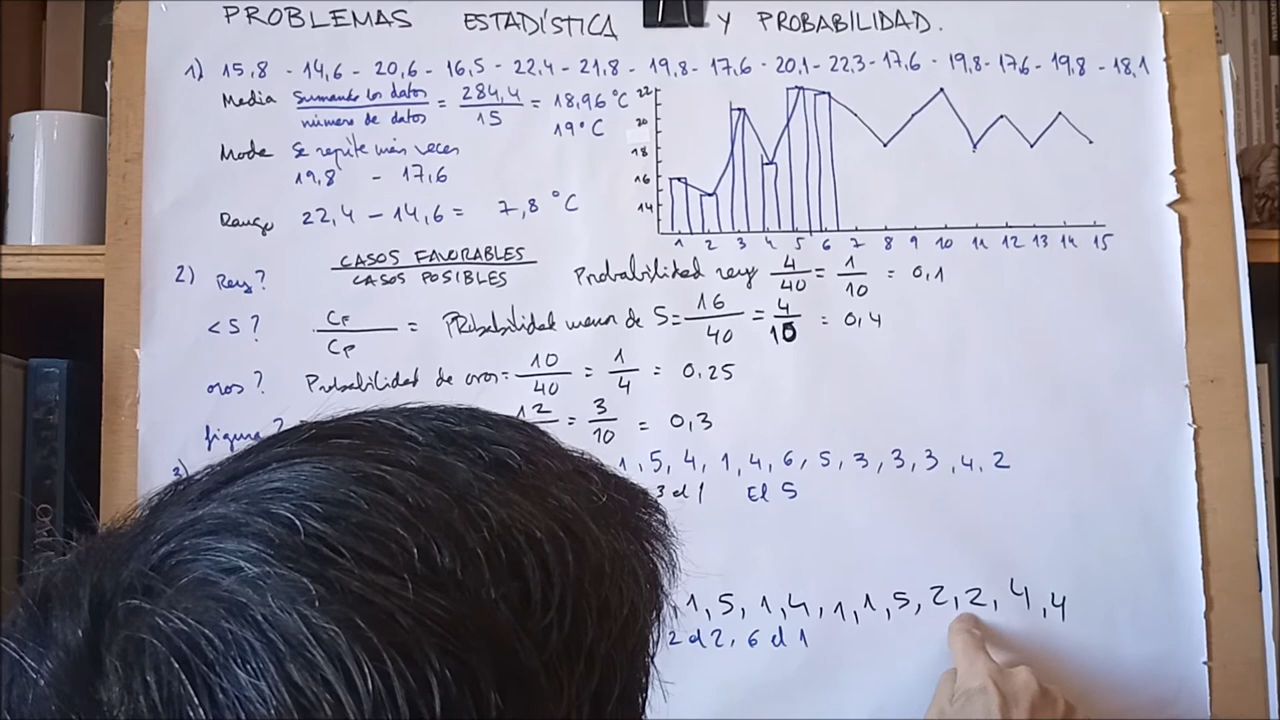 PROBLEMAS ESTADÍSTICA Y PROBABILIDAD.
1) 15,8 - 14,6 - 20,6 - 16,5 - 22,4 - 21,8 - 19,8 - 17,6 - 20,1 - 22,3 - 17,6 - 19,8 - 17,6 - 19,8 - 18,1
Media Sumando los datos / número de datos = 284,4 / 15 = 18,96 °C
19°C
Moda Se repite más veces
19,8 - 17,6
Rango 22,4 - 14,6 = 7,8 °C
22
20
18
16
14
1 2 3 4 5 6 7 8 9 10 11 12 13 14 15
2) Rey? CASOS FAVORABLES / CASOS POSIBLES Probabilidad rey 4/40 = 1/10 = 0,1
< 5? CF / CP = Probabilidad menor de 5 = 16/40 = 4/10 = 0,4
oros? Probabilidad de oros = 10/40 = 1/4 = 0.25
figura? 12 = 3/10 = 0,3
3) 1, 5, 4, 1, 4, 6, 5, 3, 3, 3, 4, 2
3 el 1 El 5
1, 5, 1, 4, 1, 1, 5, 2, 2, 4, 4
2 el 2, 6 el 1